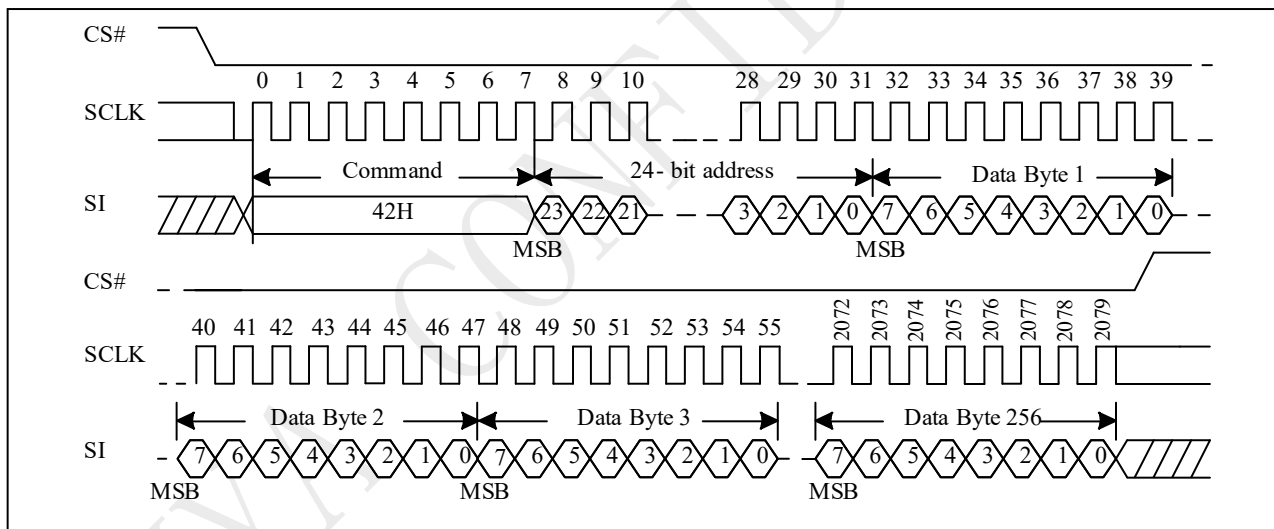 CS#
0 1 2 3 4 5 6 7 8 9 10 28 29 30 31 32 33 34 35 36 37 38 39
SCLK
Command 24- bit address Data Byte 1
SI 42H 23 22 21 3 2 1 0 7 6 5 4 3 2 1 0
MSB MSB
CS#
40 41 42 43 44 45 46 47 48 49 50 51 52 53 54 55 2072 2073 2074 2075 2076 2077 2078 2079
SCLK
Data Byte 2 Data Byte 3 Data Byte 256
SI 7 6 5 4 3 2 1 0 7 6 5 4 3 2 1 0 7 6 5 4 3 2 1 0
MSB MSB MSB